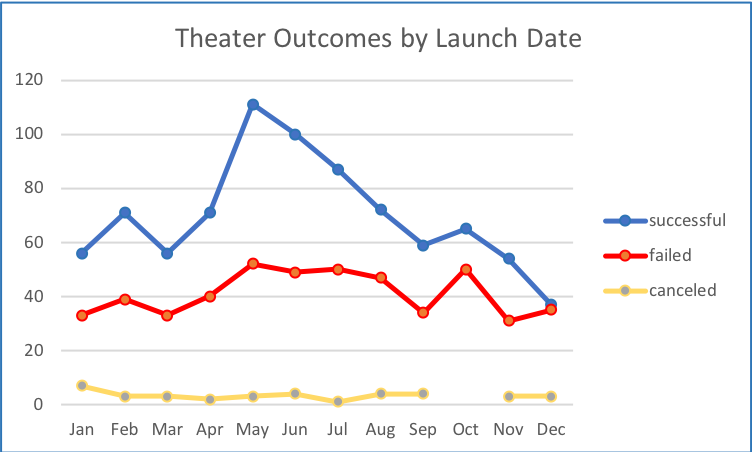 Theater Outcomes by Launch Date
120
100
80
60
40
20
0
Jan Feb Mar Apr May Jun Jul Aug Sep Oct Nov Dec
successful
failed
canceled